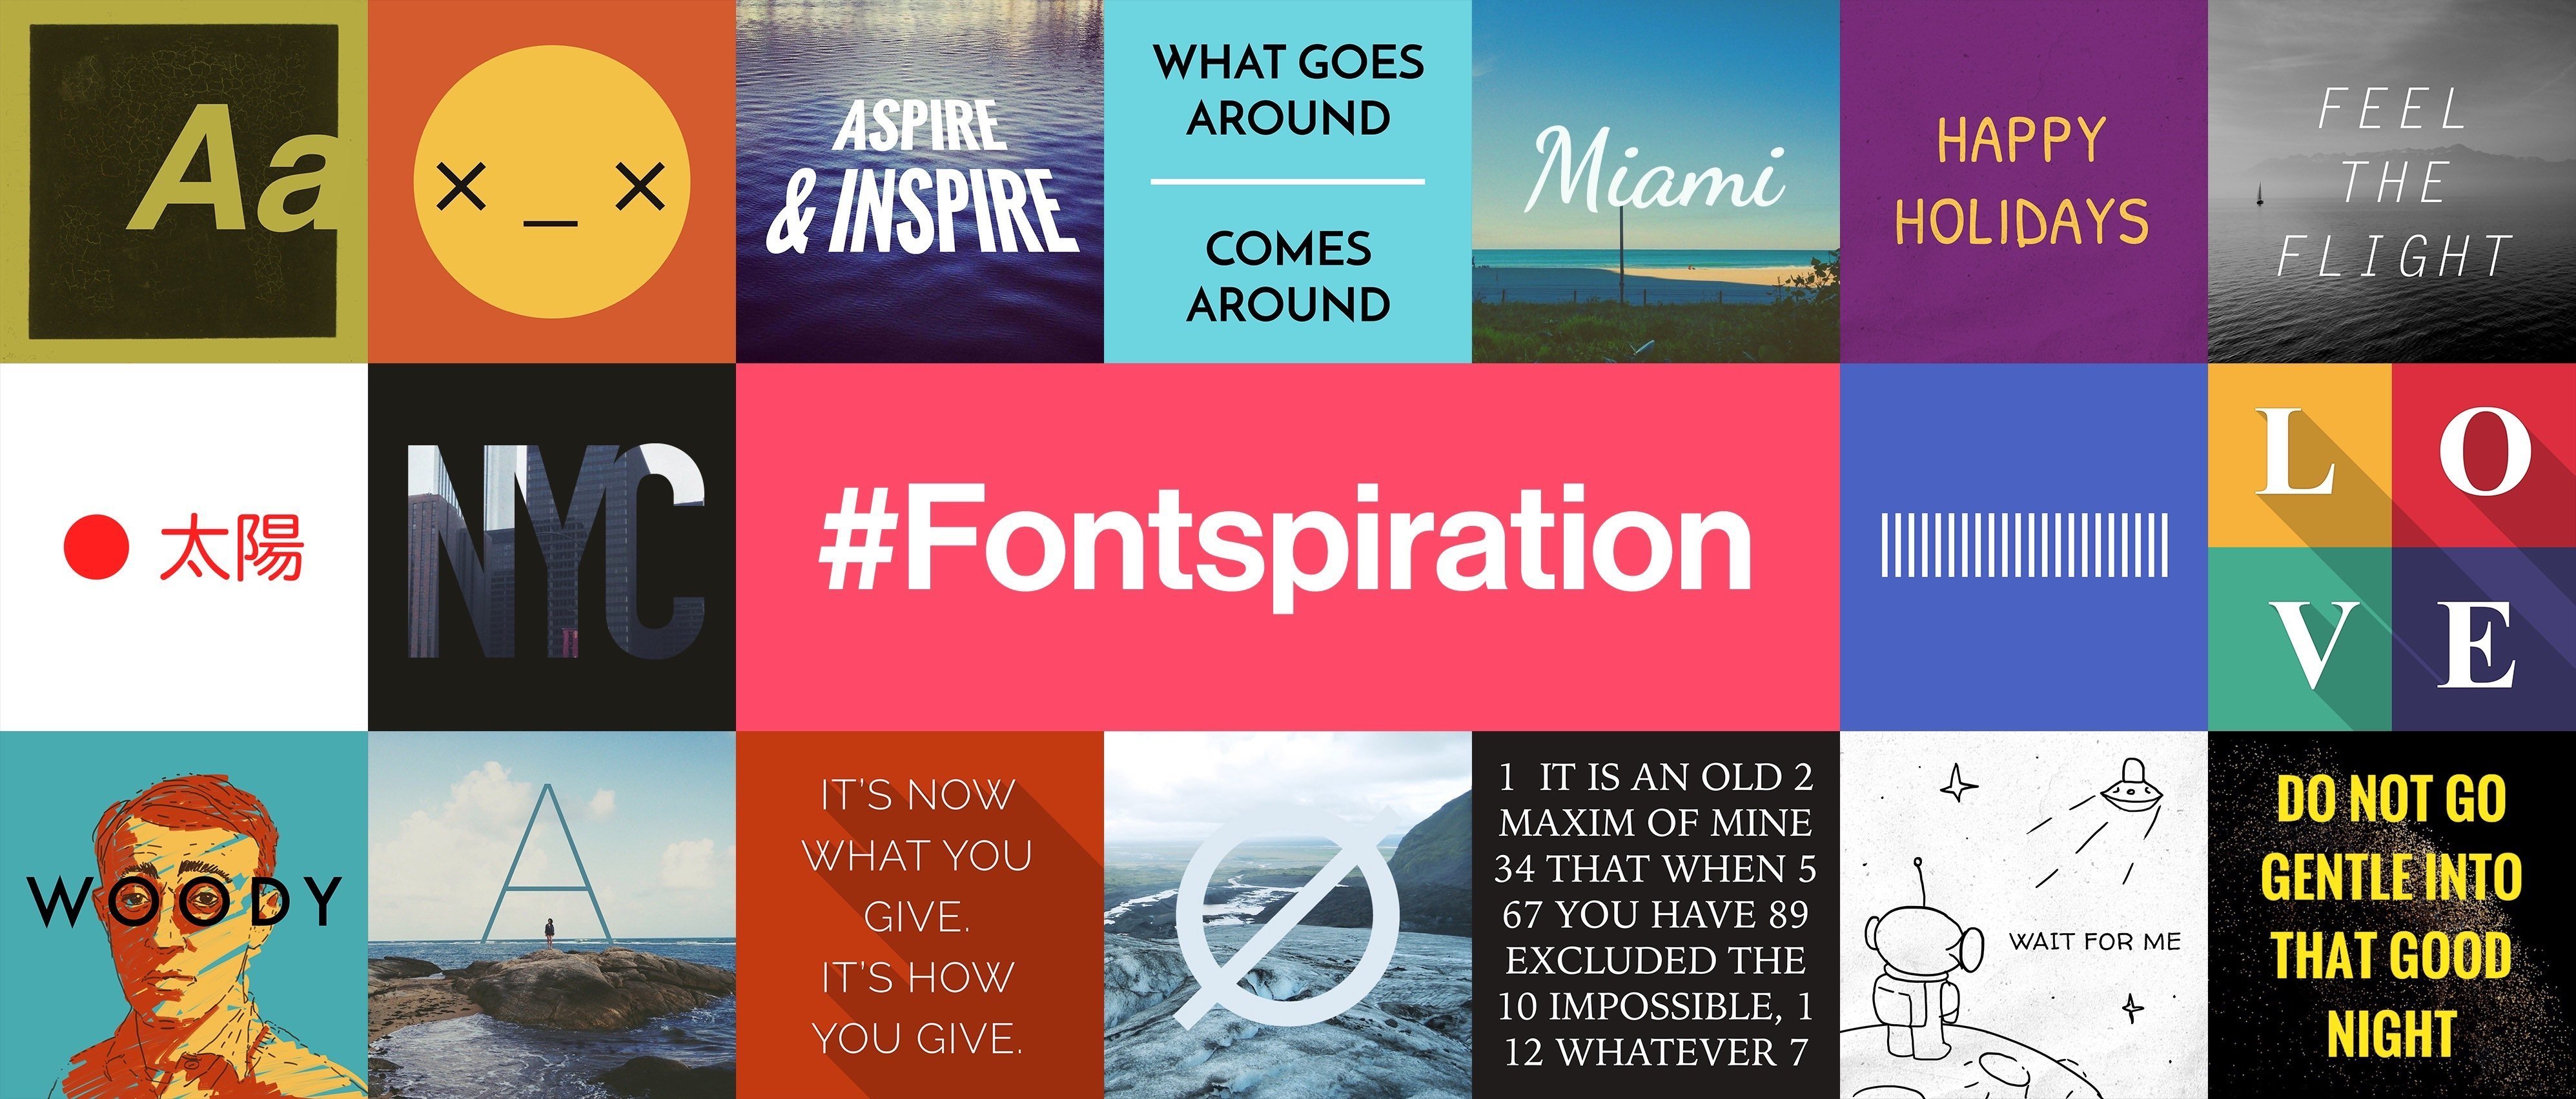 Aa
× _ ×
ASPIRE
& INSPIRE
WHAT GOES
AROUND
COMES
AROUND
Miami
HAPPY
HOLIDAYS
FEEL
THE
FLIGHT
太陽
NYC
#Fontspiration
L O
V E
WOODY
A
IT’S NOW
WHAT YOU
GIVE.
IT’S HOW
YOU GIVE.
Ø
1 IT IS AN OLD 2
MAXIM OF MINE
34 THAT WHEN 5
67 YOU HAVE 89
EXCLUDED THE
10 IMPOSSIBLE, 1
12 WHATEVER 7
WAIT FOR ME
DO NOT GO
GENTLE INTO
THAT GOOD
NIGHT